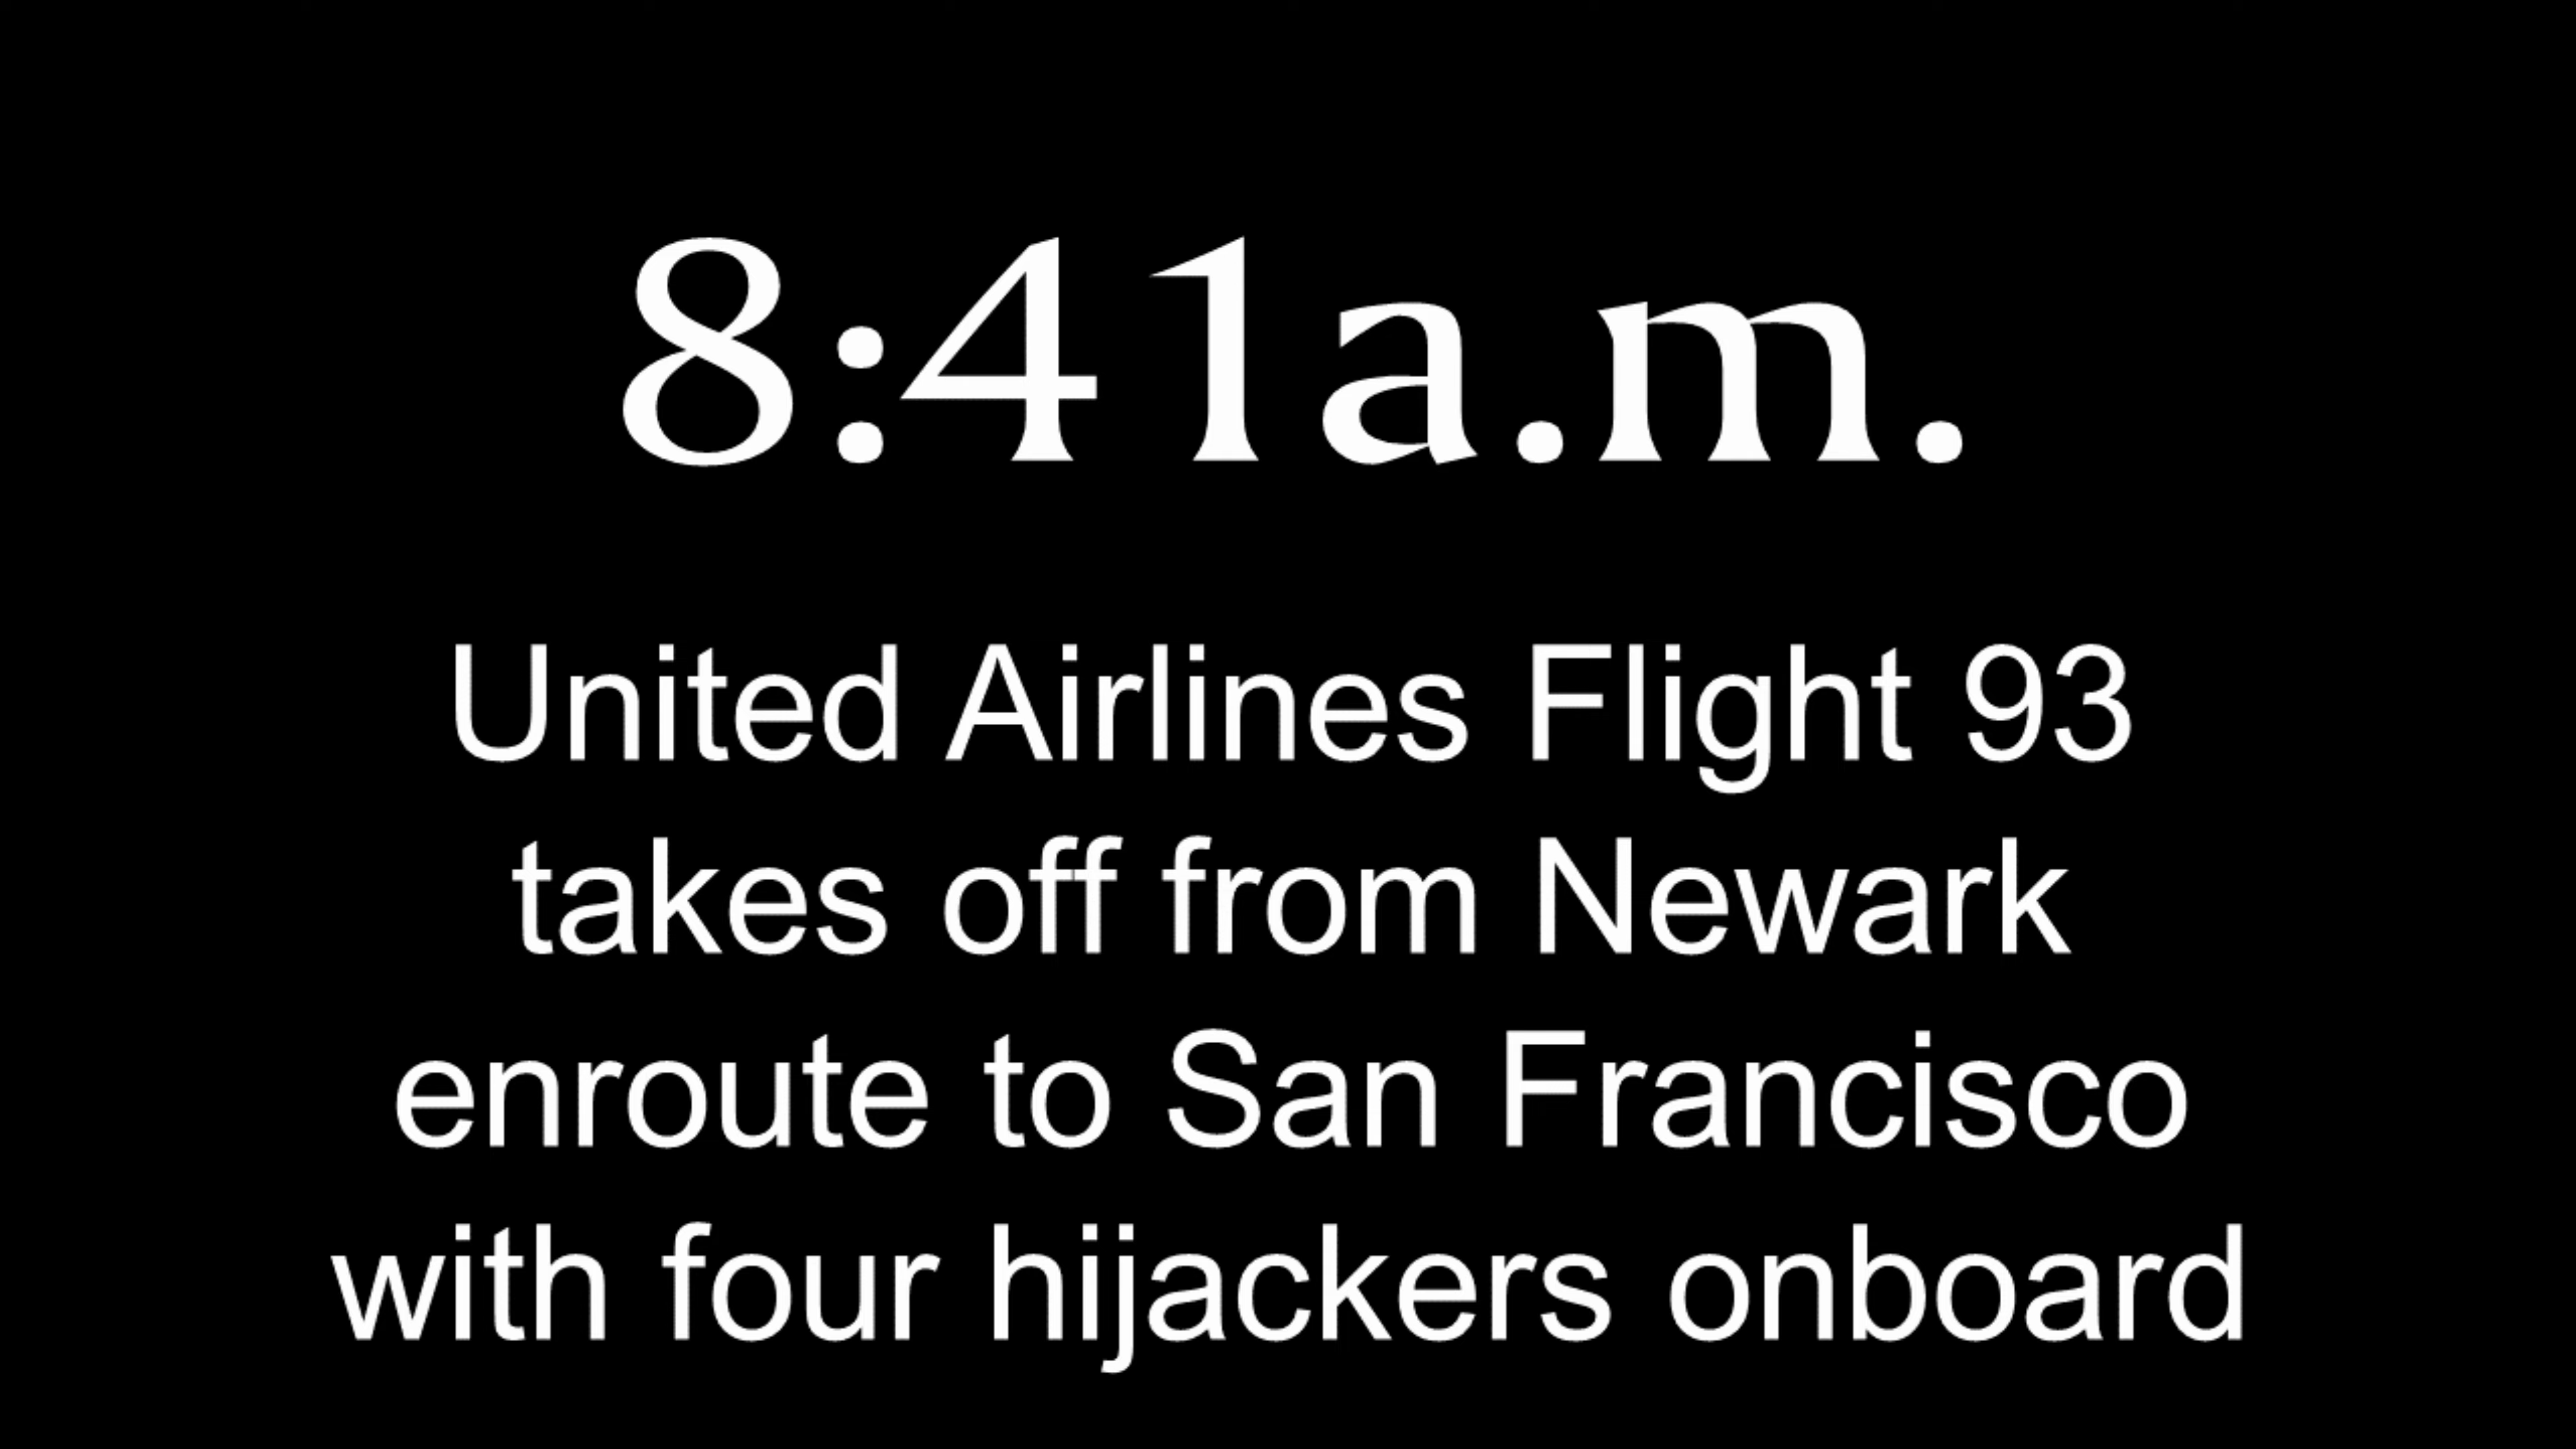 8:41a.m.
United Airlines Flight 93
takes off from Newark
enroute to San Francisco
with four hijackers onboard